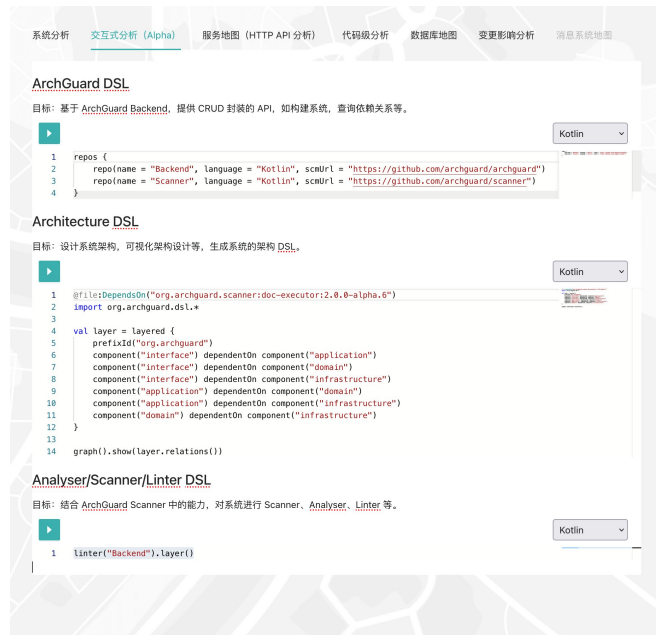 系统分析 交互式分析（Alpha） 服务地图（HTTP API 分析） 代码级分析 数据库地图 变更影响分析 消息系统地图
ArchGuard DSL
目标：基于 ArchGuard Backend，提供 CRUD 封装的 API，如构建系统，查询依赖关系等。
Kotlin
1 repos {
2     repo(name = "Backend", language = "Kotlin", scmUrl = "https://github.com/archguard/archguard")
3     repo(name = "Scanner", language = "Kotlin", scmUrl = "https://github.com/archguard/scanner")
4 }
Architecture DSL
目标：设计系统架构，可视化架构设计等，生成系统的架构 DSL。
Kotlin
1 @file:DependsOn("org.archguard.scanner:doc-executor:2.0.0-alpha.6")
2 import org.archguard.dsl.*
3
4 val layer = layered {
5     prefixId("org.archguard")
6     component("interface") dependentOn component("application")
7     component("interface") dependentOn component("domain")
8     component("interface") dependentOn component("infrastructure")
9     component("application") dependentOn component("domain")
10     component("application") dependentOn component("infrastructure")
11     component("domain") dependentOn component("infrastructure")
12 }
13
14 graph().show(layer.relations())
Analyser/Scanner/Linter DSL
目标：结合 ArchGuard Scanner 中的能力，对系统进行 Scanner、Analyser、Linter 等。
Kotlin
1 linter("Backend").layer()